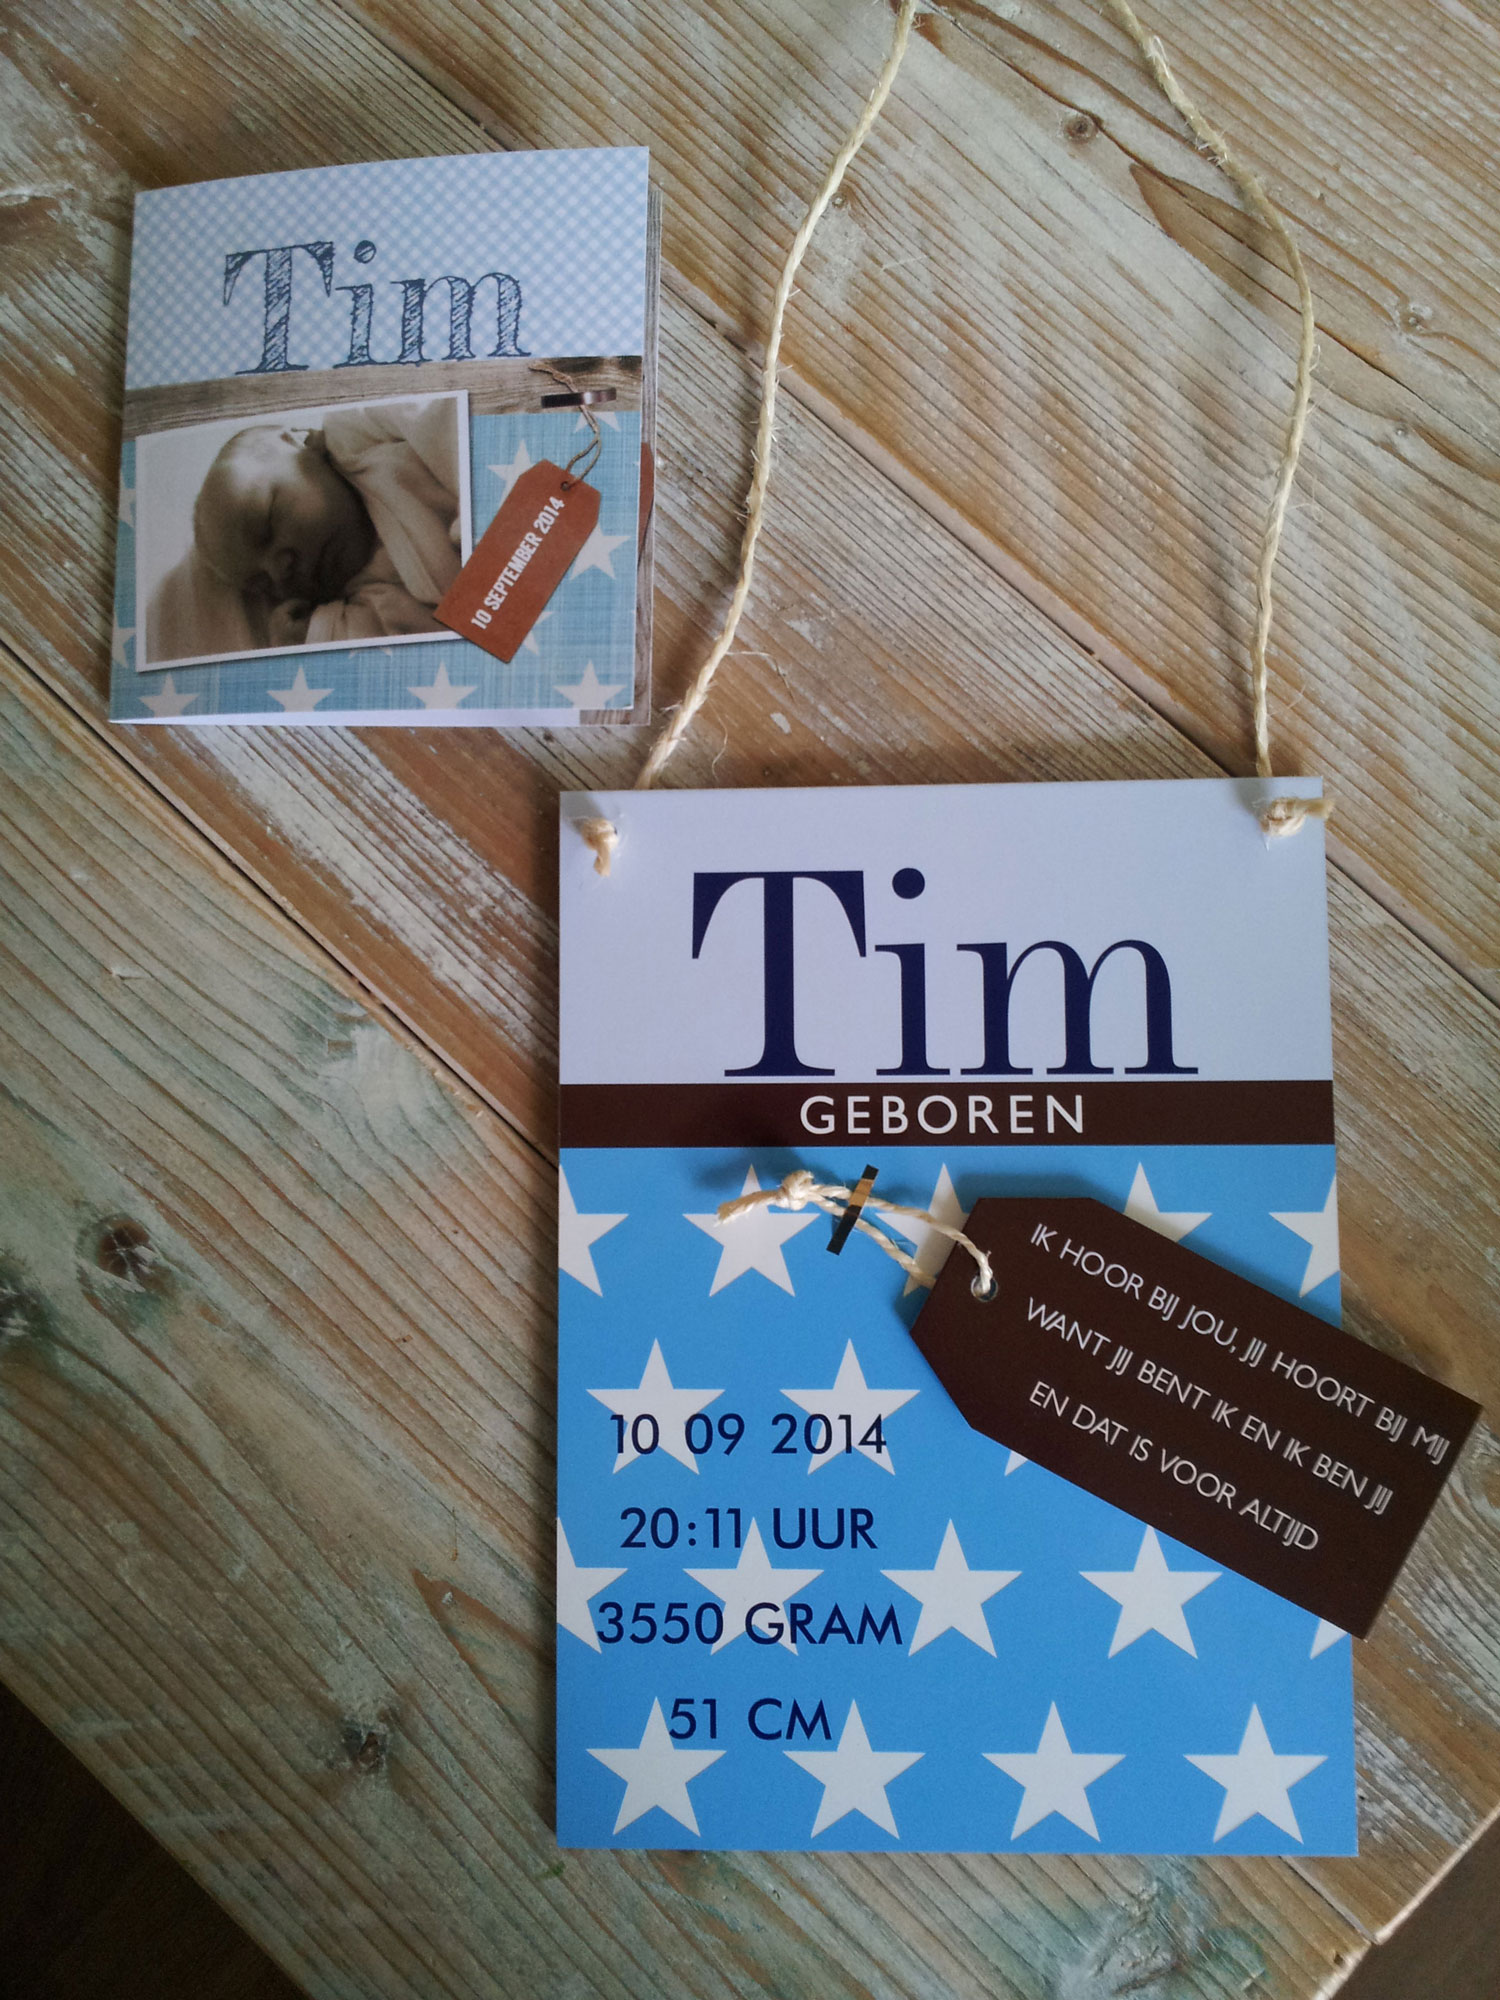 Tim
10 SEPTEMBER 2014
Tim
GEBOREN
IK HOOR BIJ JOU, JIJ HOORT BIJ MIJ
WANT JIJ BENT IK EN IK BEN JIJ
EN DAT IS VOOR ALTIJD
10 09 2014
20:11 UUR
3550 GRAM
51 CM